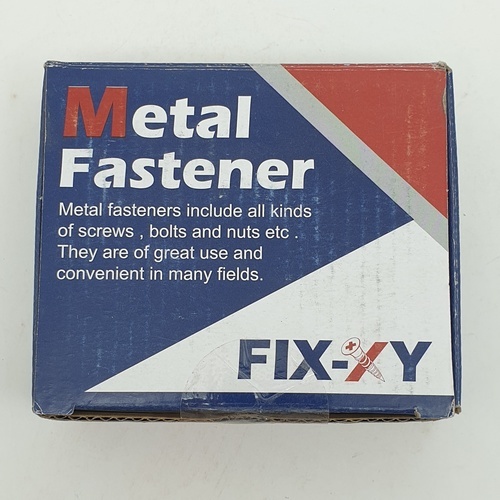 Metal
Fastener
Metal fasteners include all kinds
of screws , bolts and nuts etc .
They are of great use and
convenient in many fields.
FIX-XY